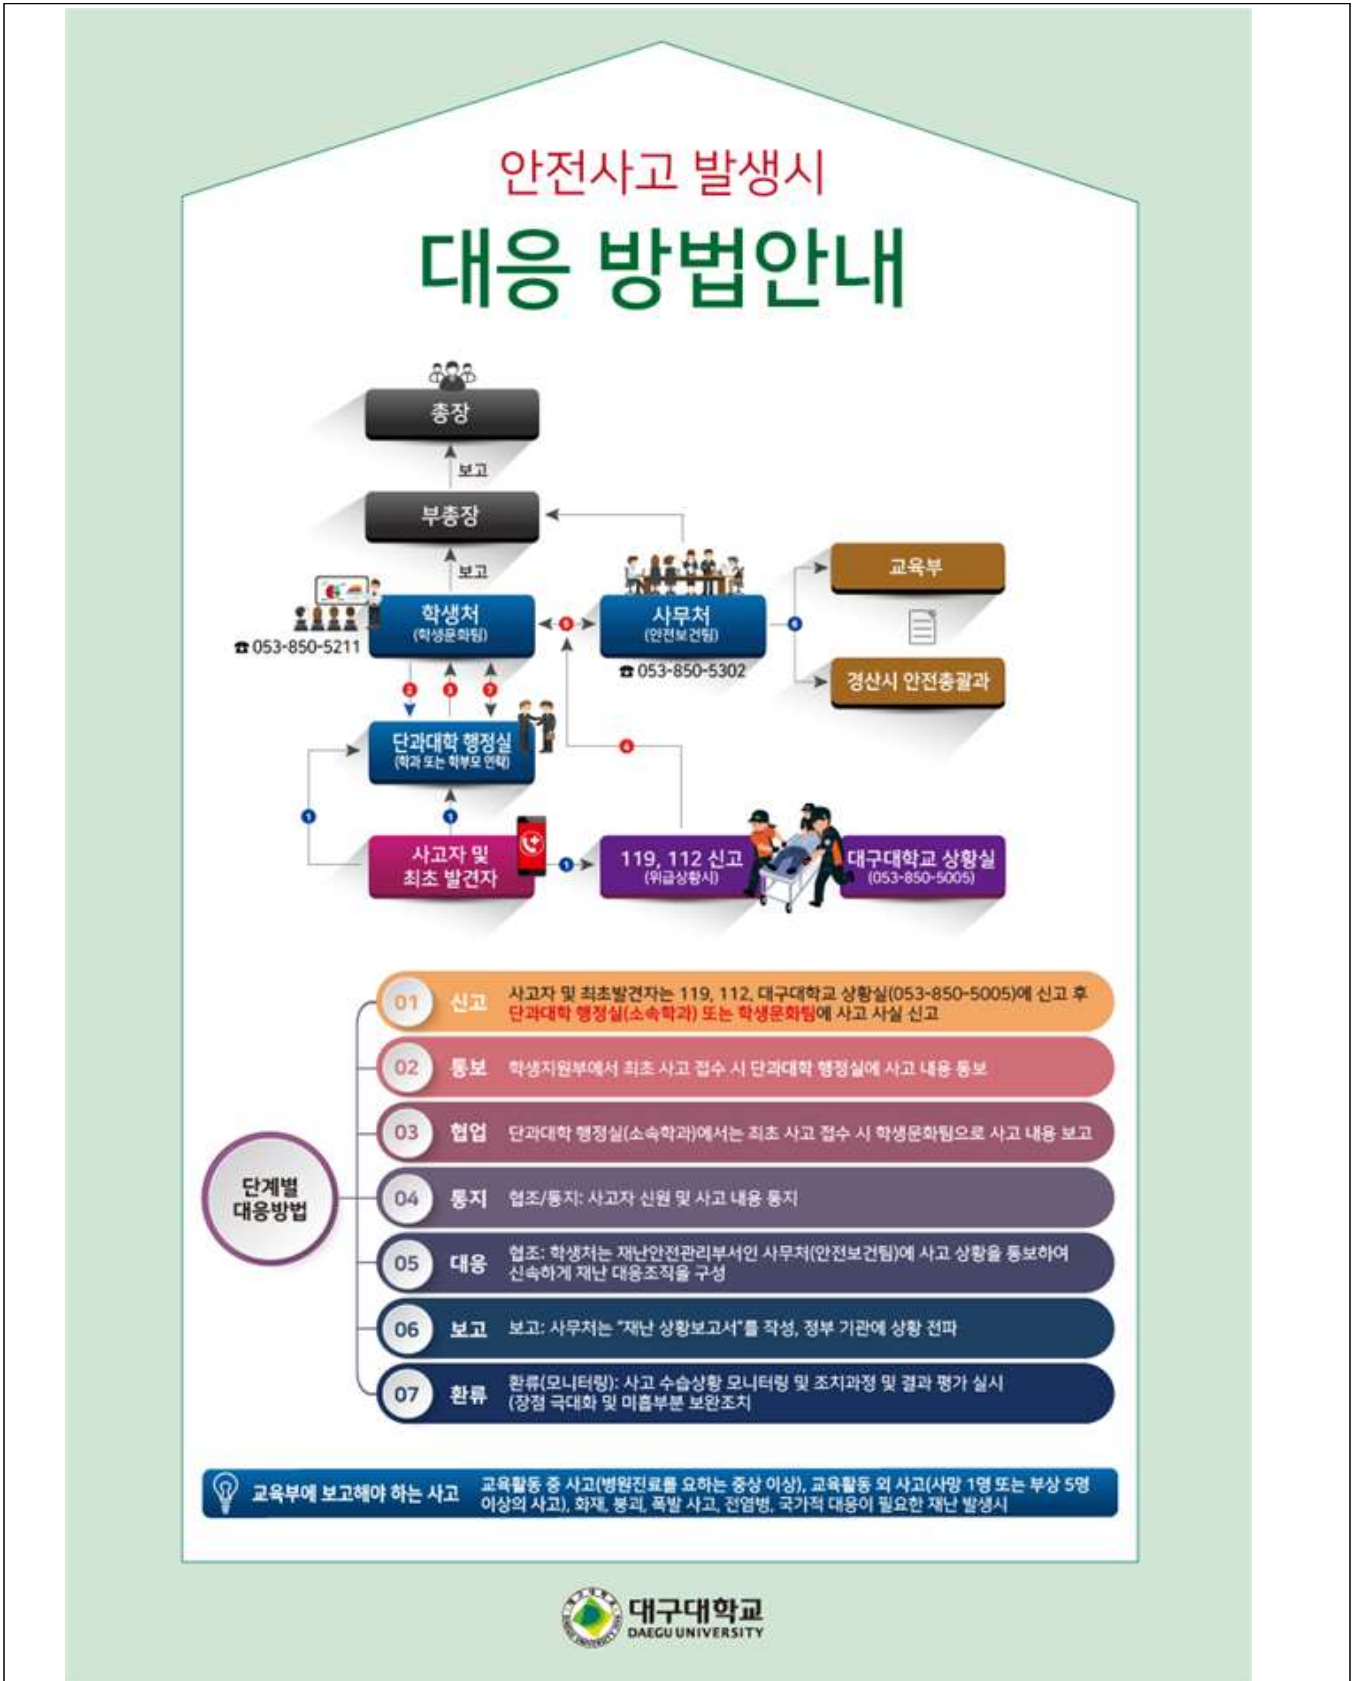 안전사고 발생시
대응 방법안내
총장
보고
부총장
보고
학생처
(학생문화팀)
☎ 053-850-5211
5
사무처
(안전보건팀)
☎ 053-850-5302
6
교육부
경산시 안전총괄과
2
3
7
단과대학 행정실
(학과 또는 학부모 연락)
4
1
1
사고자 및
최초 발견자
1
119, 112 신고
(위급상황시)
대구대학교 상황실
(053-850-5005)
단계별
대응방법
01 신고 사고자 및 최초발견자는 119, 112, 대구대학교 상황실(053-850-5005)에 신고 후
단과대학 행정실(소속학과) 또는 학생문화팀에 사고 사실 신고
02 통보 학생지원부에서 최초 사고 접수 시 단과대학 행정실에 사고 내용 통보
03 협업 단과대학 행정실(소속학과)에서는 최초 사고 접수 시 학생문화팀으로 사고 내용 보고
04 통지 협조/통지: 사고자 신원 및 사고 내용 통지
05 대응 협조: 학생처는 재난안전관리부서인 사무처(안전보건팀)에 사고 상황을 통보하여
신속하게 재난 대응조직을 구성
06 보고 보고: 사무처는 "재난 상황보고서"를 작성, 정부 기관에 상황 전파
07 환류 환류(모니터링): 사고 수습상황 모니터링 및 조치과정 및 결과 평가 실시
(장점 극대화 및 미흡부분 보완조치
교육부에 보고해야 하는 사고 교육활동 중 사고(병원진료를 요하는 중상 이상), 교육활동 외 사고(사망 1명 또는 부상 5명
이상의 사고), 화재, 붕괴, 폭발 사고, 전염병, 국가적 대응이 필요한 재난 발생시
대구대학교
DAEGU UNIVERSITY